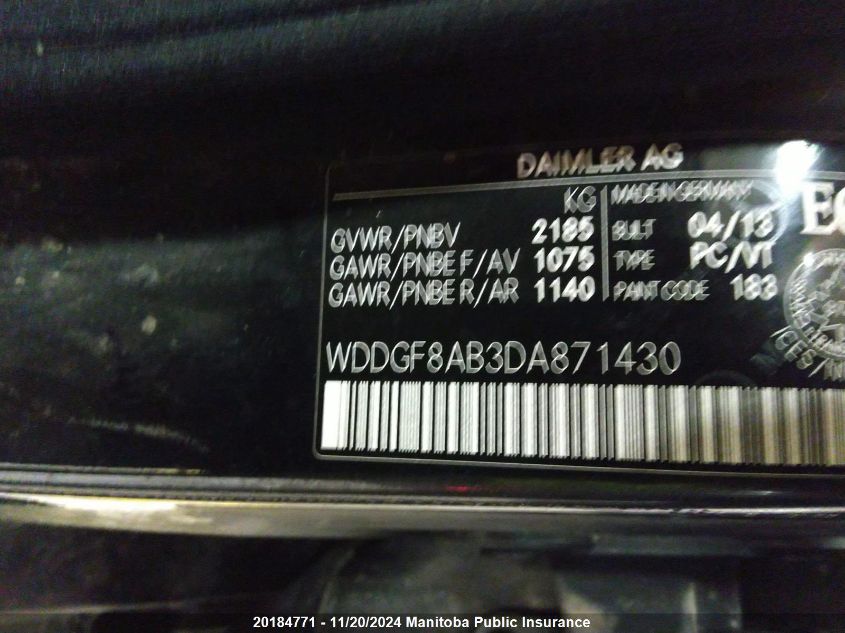 DAIMLER AG
KG
MADE IN GERMANY
GVWR/PNBV 2185
BUILT 04/13
GAWR/PNBE F/AV 1075
TYPE PC/VT
GAWR/PNBE R/AR 1140
PAINT CODE 183
WDDGF8AB3DA871430
20184771 - 11/20/2024 Manitoba Public Insurance